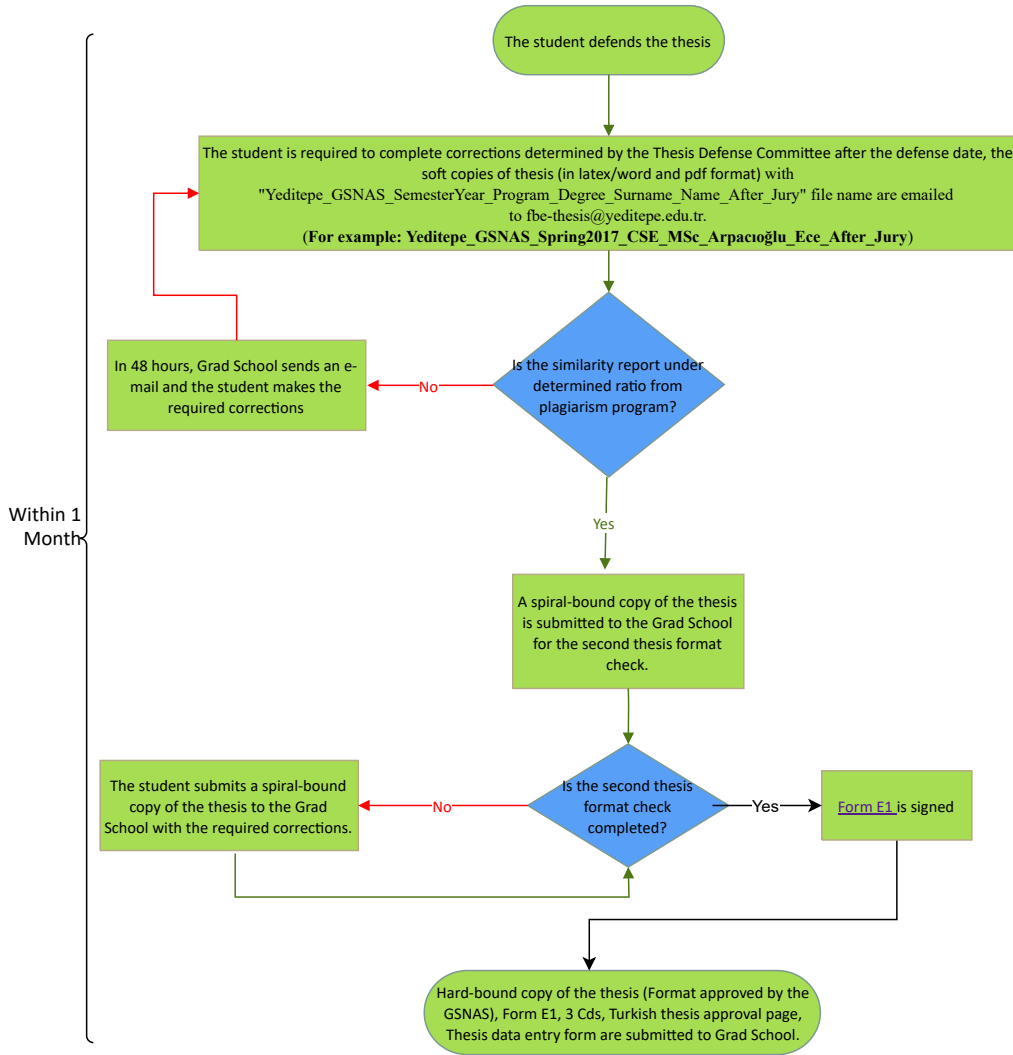 The student defends the thesis
The student is required to complete corrections determined by the Thesis Defense Committee after the defense date, the
soft copies of thesis (in latex/word and pdf format) with
"Yeditepe_GSNAS_SemesterYear_Program_Degree_Surname_Name_After_Jury" file name are emailed
to fbe-thesis@yeditepe.edu.tr.
(For example: Yeditepe_GSNAS_Spring2017_CSE_MSc_Arpacıoğlu_Ece_After_Jury)
Is the similarity report under
determined ratio from
plagiarism program?
No
In 48 hours, Grad School sends an e-
mail and the student makes the
required corrections
Within 1
Month
Yes
A spiral-bound copy of the thesis
is submitted to the Grad School
for the second thesis format
check.
Is the second thesis
format check
completed?
No
The student submits a spiral-bound
copy of the thesis to the Grad
School with the required corrections.
Yes
Form E1 is signed
Hard-bound copy of the thesis (Format approved by the
GSNAS), Form E1, 3 Cds, Turkish thesis approval page,
Thesis data entry form are submitted to Grad School.